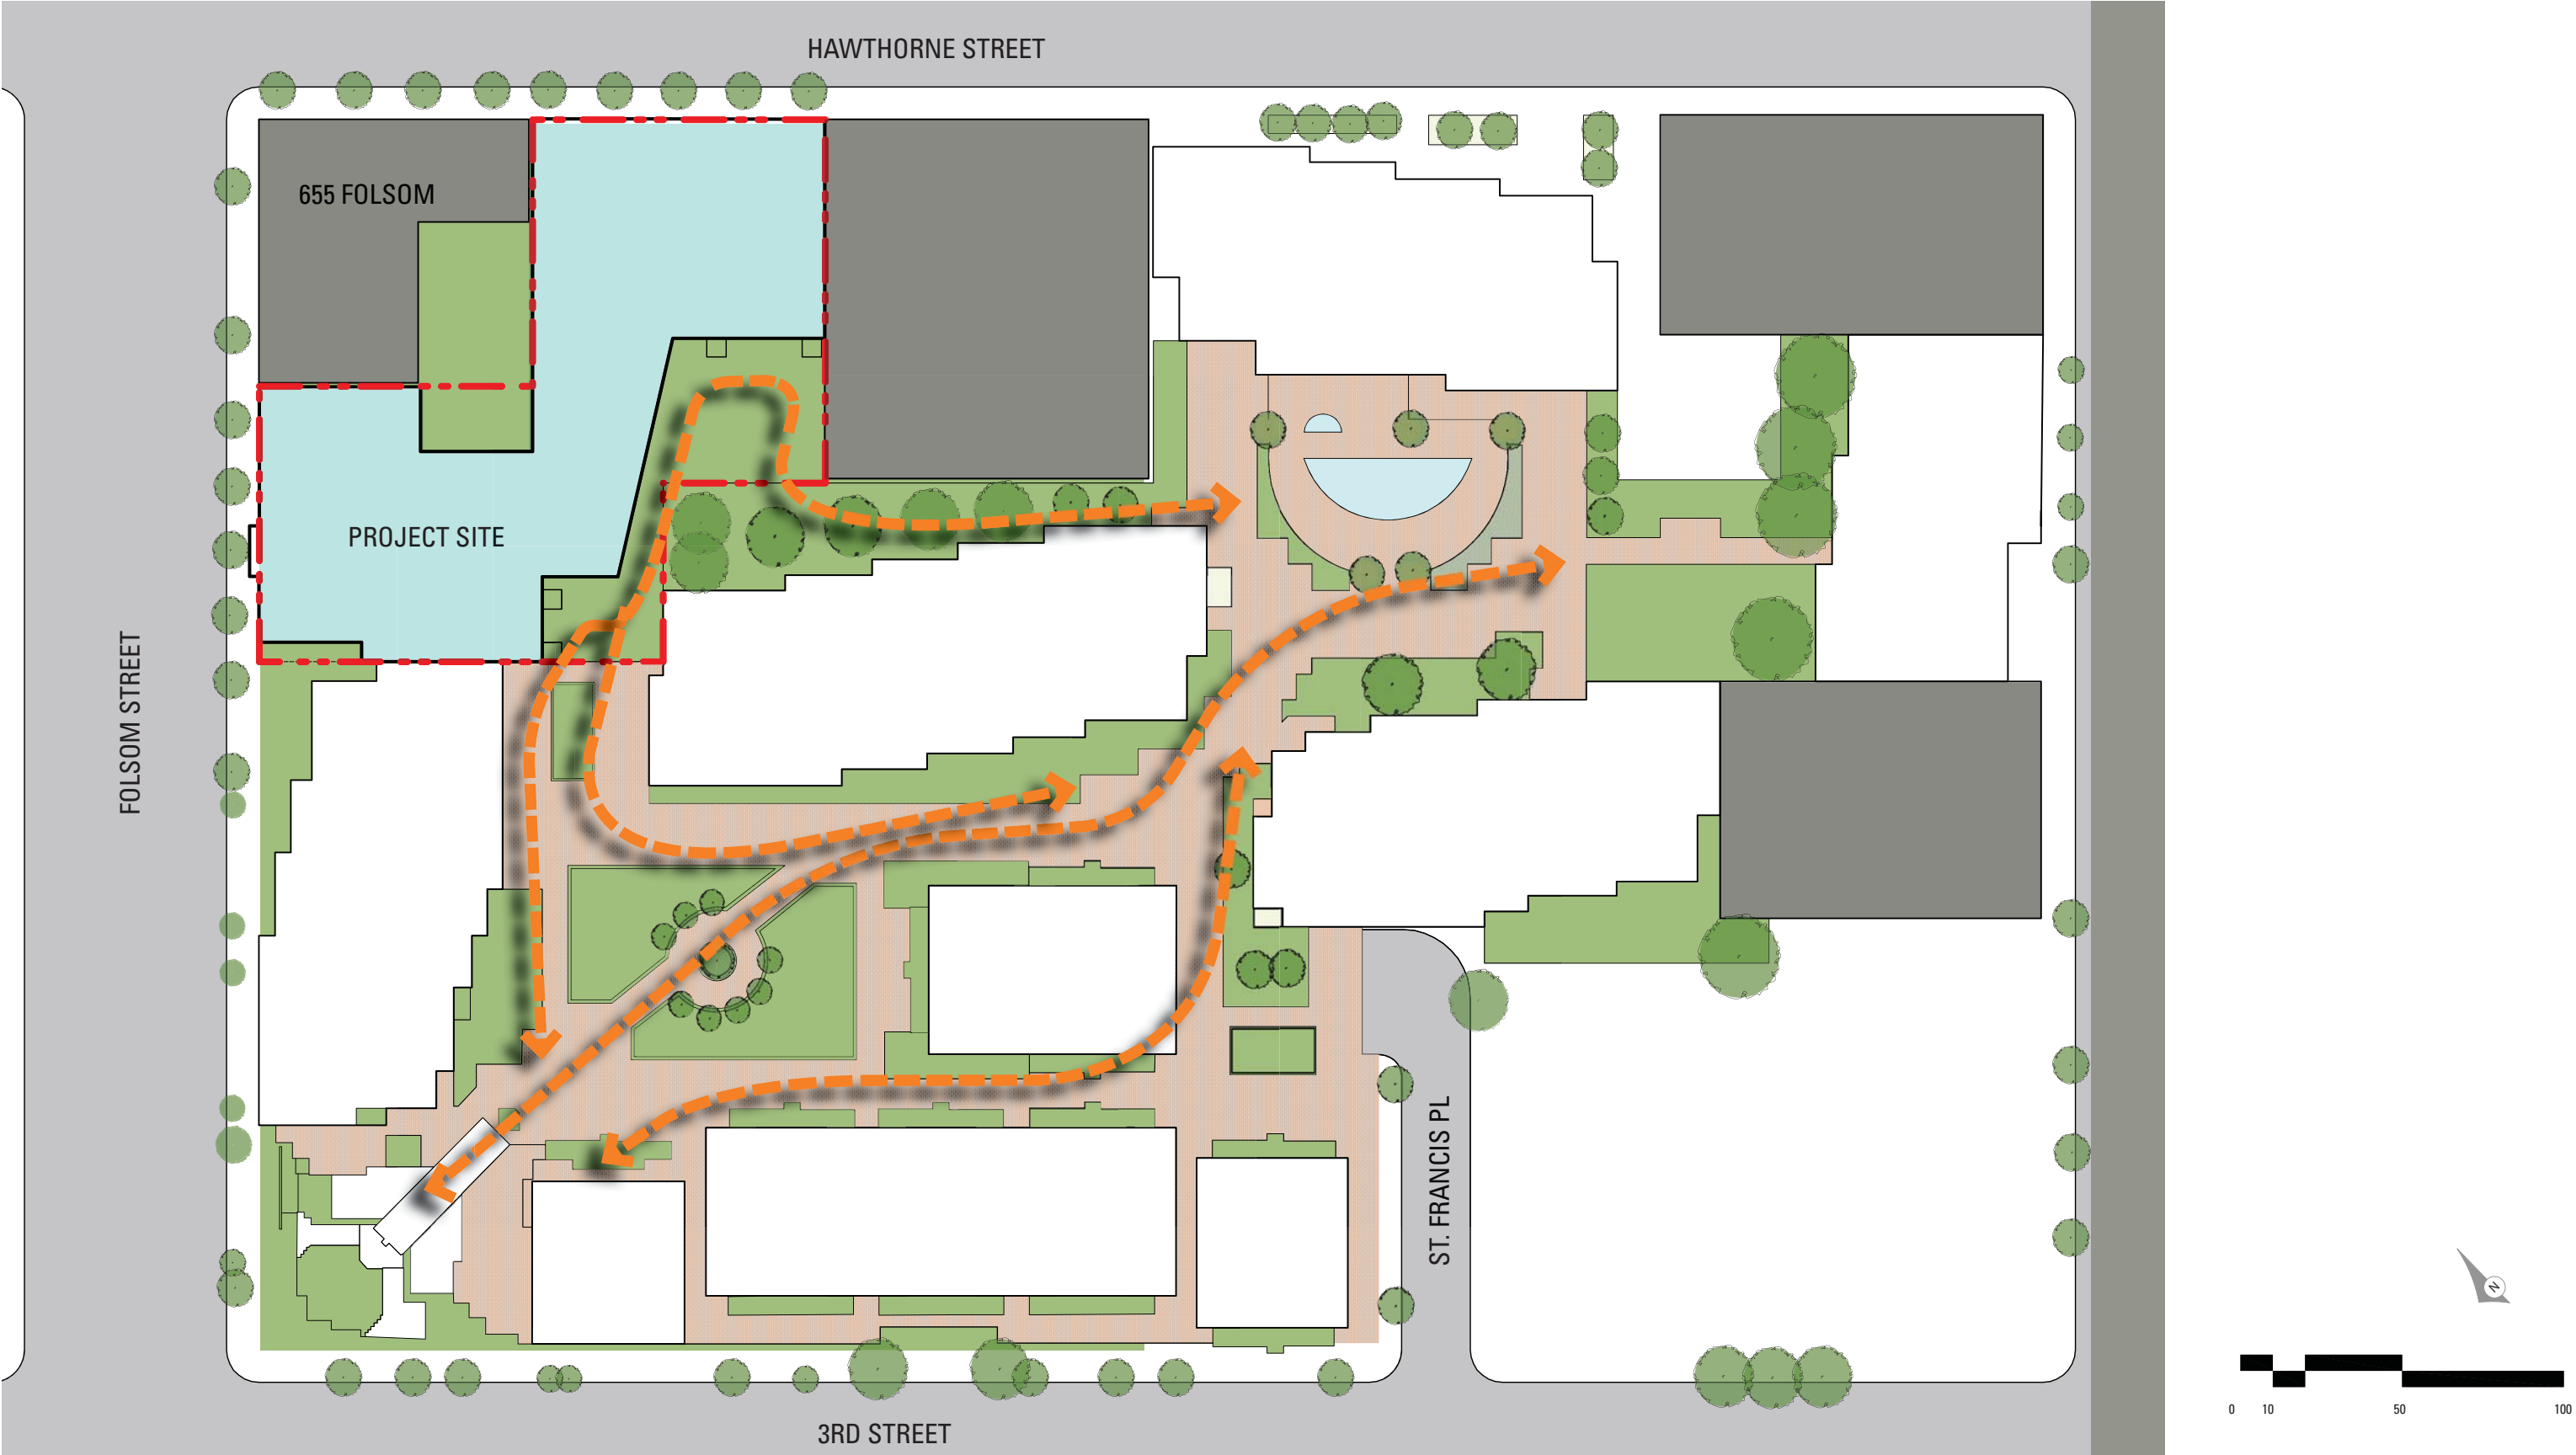 HAWTHORNE STREET
655 FOLSOM
PROJECT SITE
FOLSOM STREET
ST. FRANCIS PL
3RD STREET
N
0 10 50 100